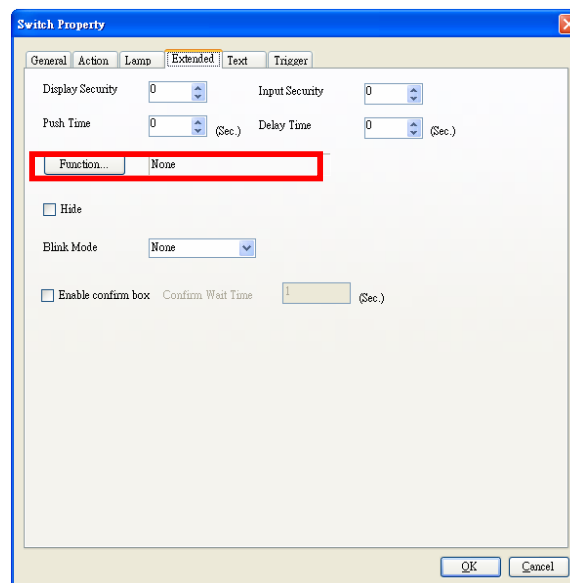 Switch Property
General Action Lamp Extended Text Trigger
Display Security 0 Input Security 0
Push Time 0 (Sec.) Delay Time 0 (Sec.)
Function... None
Hide
Blink Mode None
Enable confirm box Confirm Wait Time 1 (Sec.)
OK Cancel